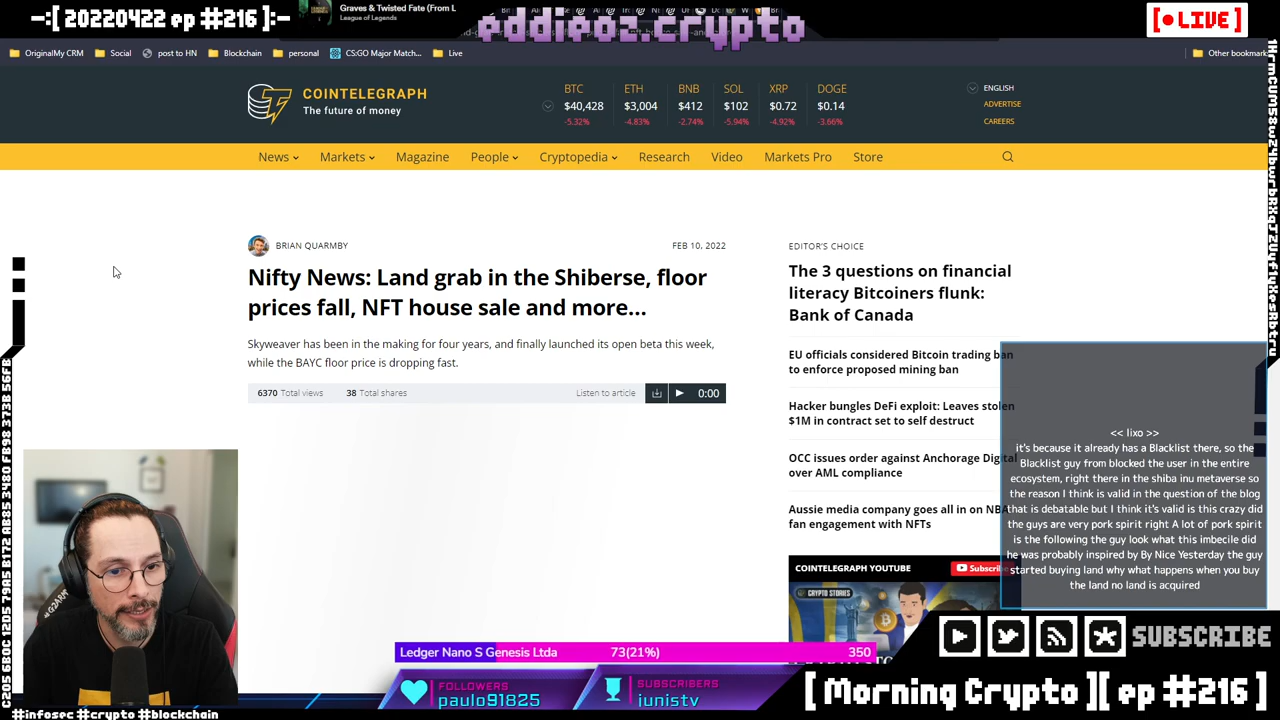 -:[ 20220422 ep #216 ]:-
Graves & Twisted Fate (From L
League of Legends
eddieoz.crypto
[• LIVE]
OriginalMy CRM
Social
post to HN
Blockchain
personal
CS:GO Major Match...
Live
Other bookmark
COINTELEGRAPH
The future of money
BTC ETH BNB SOL XRP DOGE
$40,428 $3,004 $412 $102 $0.72 $0.14
-5.32% -4.83% -2.74% -5.94% -4.92% -3.66%
ENGLISH
ADVERTISE
CAREERS
News Markets Magazine People Cryptopedia Research Video Markets Pro Store
BRIAN QUARMBY
FEB 10, 2022
Nifty News: Land grab in the Shiberse, floor
prices fall, NFT house sale and more...
Skyweaver has been in the making for four years, and finally launched its open beta this week,
while the BAYC floor price is dropping fast.
6370 Total views 38 Total shares Listen to article 0:00
EDITOR'S CHOICE
The 3 questions on financial
literacy Bitcoiners flunk:
Bank of Canada
EU officials considered Bitcoin trading ban
to enforce proposed mining ban
Hacker bungles DeFi exploit: Leaves stolen
$1M in contract set to self destruct
OCC issues order against Anchorage Digital
over AML compliance
Aussie media company goes all in on NBA
fan engagement with NFTs
COINTELEGRAPH YOUTUBE
Subscribe
CRYPTO STORIES
<< lixo >>
it's because it already has a Blacklist there, so the
Blacklist guy from blocked the user in the entire
ecosystem, right there in the shiba inu metaverse so
the reason I think is valid in the question of the blog
that is debatable but I think it's valid is this crazy did
the guys are very pork spirit right A lot of pork spirit
is the following the guy look what this imbecile did
he was probably inspired by By Nice Yesterday the guy
started buying land why what happens when you buy
the land no land is acquired
Ledger Nano S Genesis Ltda 73(21%) 350
FOLLOWERS
paulo91825
SUBSCRIBERS
iunistv
SUBSCRIBE
[ Morning Crypto ][ ep #216 ]
#infosec #crypto #blockchain